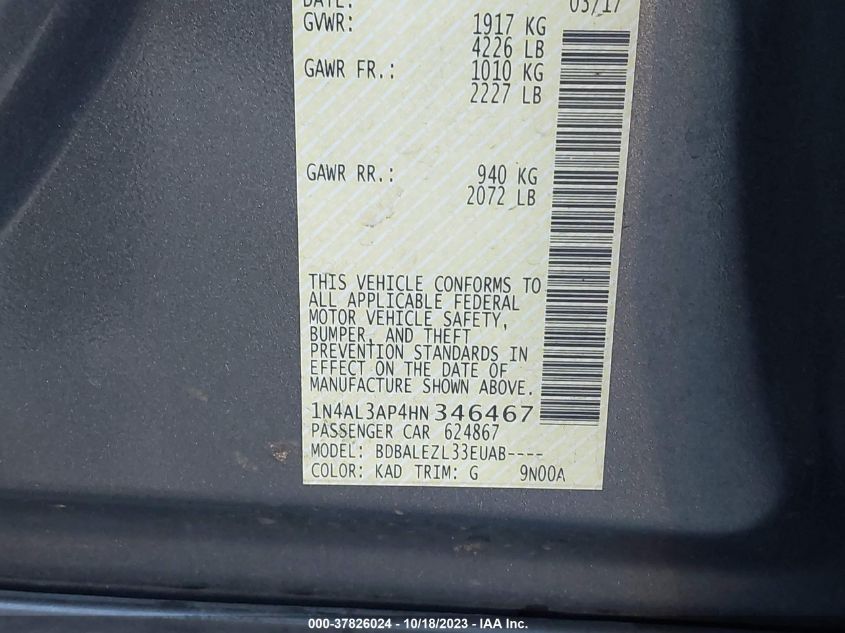 DATE: 03/17
GVWR: 1917 KG
4226 LB
GAWR FR.: 1010 KG
2227 LB
GAWR RR.: 940 KG
2072 LB
THIS VEHICLE CONFORMS TO
ALL APPLICABLE FEDERAL
MOTOR VEHICLE SAFETY,
BUMPER, AND THEFT
PREVENTION STANDARDS IN
EFFECT ON THE DATE OF
MANUFACTURE SHOWN ABOVE.
1N4AL3AP4HN 346467
PASSENGER CAR 624867
MODEL: BDBALEZL33EUAB----
COLOR: KAD TRIM: G 9N00A
000-37826024 - 10/18/2023 - IAA Inc.